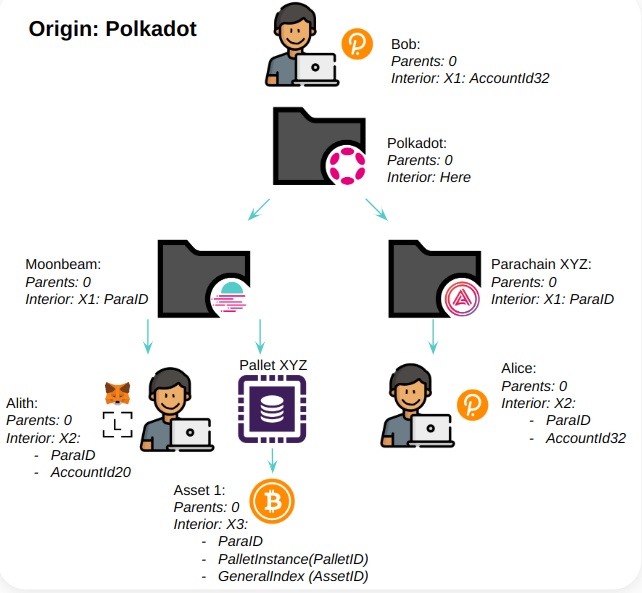 Origin: Polkadot
Bob:
Parents: 0
Interior: X1: AccountId32
Polkadot:
Parents: 0
Interior: Here
Moonbeam:
Parents: 0
Interior: X1: ParaID
Parachain XYZ:
Parents: 0
Interior: X1: ParaID
Alith:
Parents: 0
Interior: X2:
- ParaID
- AccountId20
L
Pallet XYZ
Asset 1:
Parents: 0
Interior: X3:
- ParaID
- PalletInstance(PalletID)
- GeneralIndex (AssetID)
Alice:
Parents: 0
Interior: X2:
- ParaID
- AccountId32